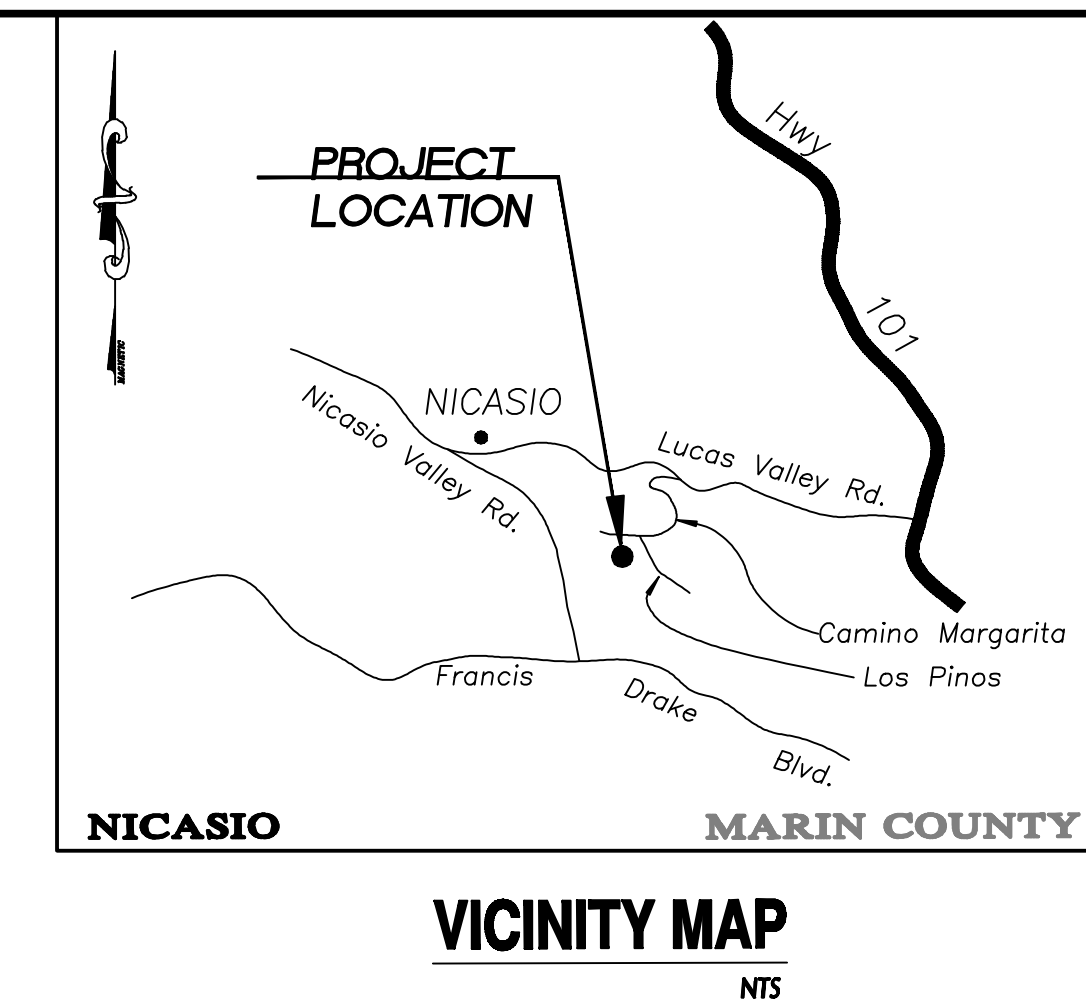 Hwy
101
PROJECT
LOCATION
MAGNETIC
NICASIO
Nicasio Valley Rd.
Lucas Valley Rd.
Camino Margarita
Los Pinos
Francis Drake Blvd.
NICASIO
MARIN COUNTY
VICINITY MAP
NTS